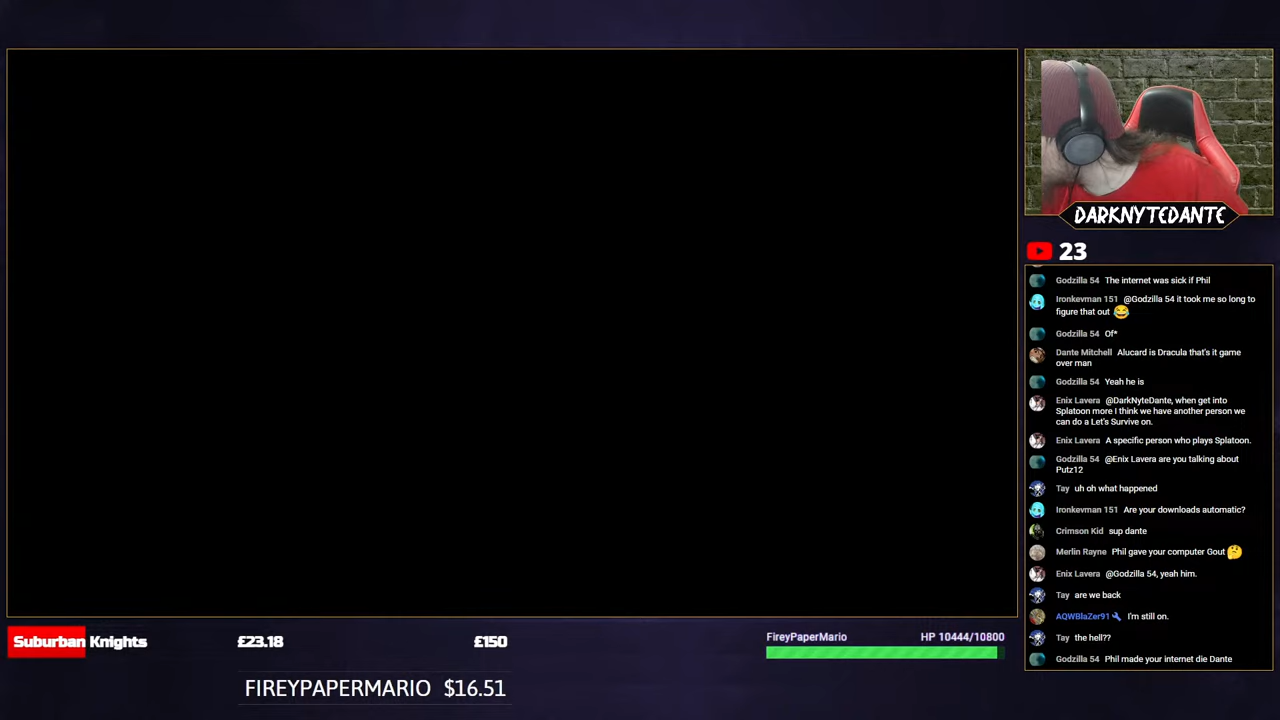 DARKNYTEDANTE
23
Godzilla 54 The internet was sick if Phil
Ironkevman 151 @Godzilla 54 it took me so long to
figure that out 😂
Godzilla 54 Of*
Dante Mitchell Alucard is Dracula that's it game
over man
Godzilla 54 Yeah he is
Enix Lavera @DarkNyteDante, when get into
Splatoon more I think we have another person we
can do a Let's Survive on.
Enix Lavera A specific person who plays Splatoon.
Godzilla 54 @Enix Lavera are you talking about
Putz12
Tay uh oh what happened
Ironkevman 151 Are your downloads automatic?
Crimson Kid sup dante
Merlin Rayne Phil gave your computer Gout 🤔
Enix Lavera @Godzilla 54, yeah him.
Tay are we back
AQWBlaZer91 I'm still on.
Tay the hell??
Godzilla 54 Phil made your internet die Dante
Suburban Knights £23.18 £150
FireyPaperMario HP 10444/10800
FIREYPAPERMARIO $16.51